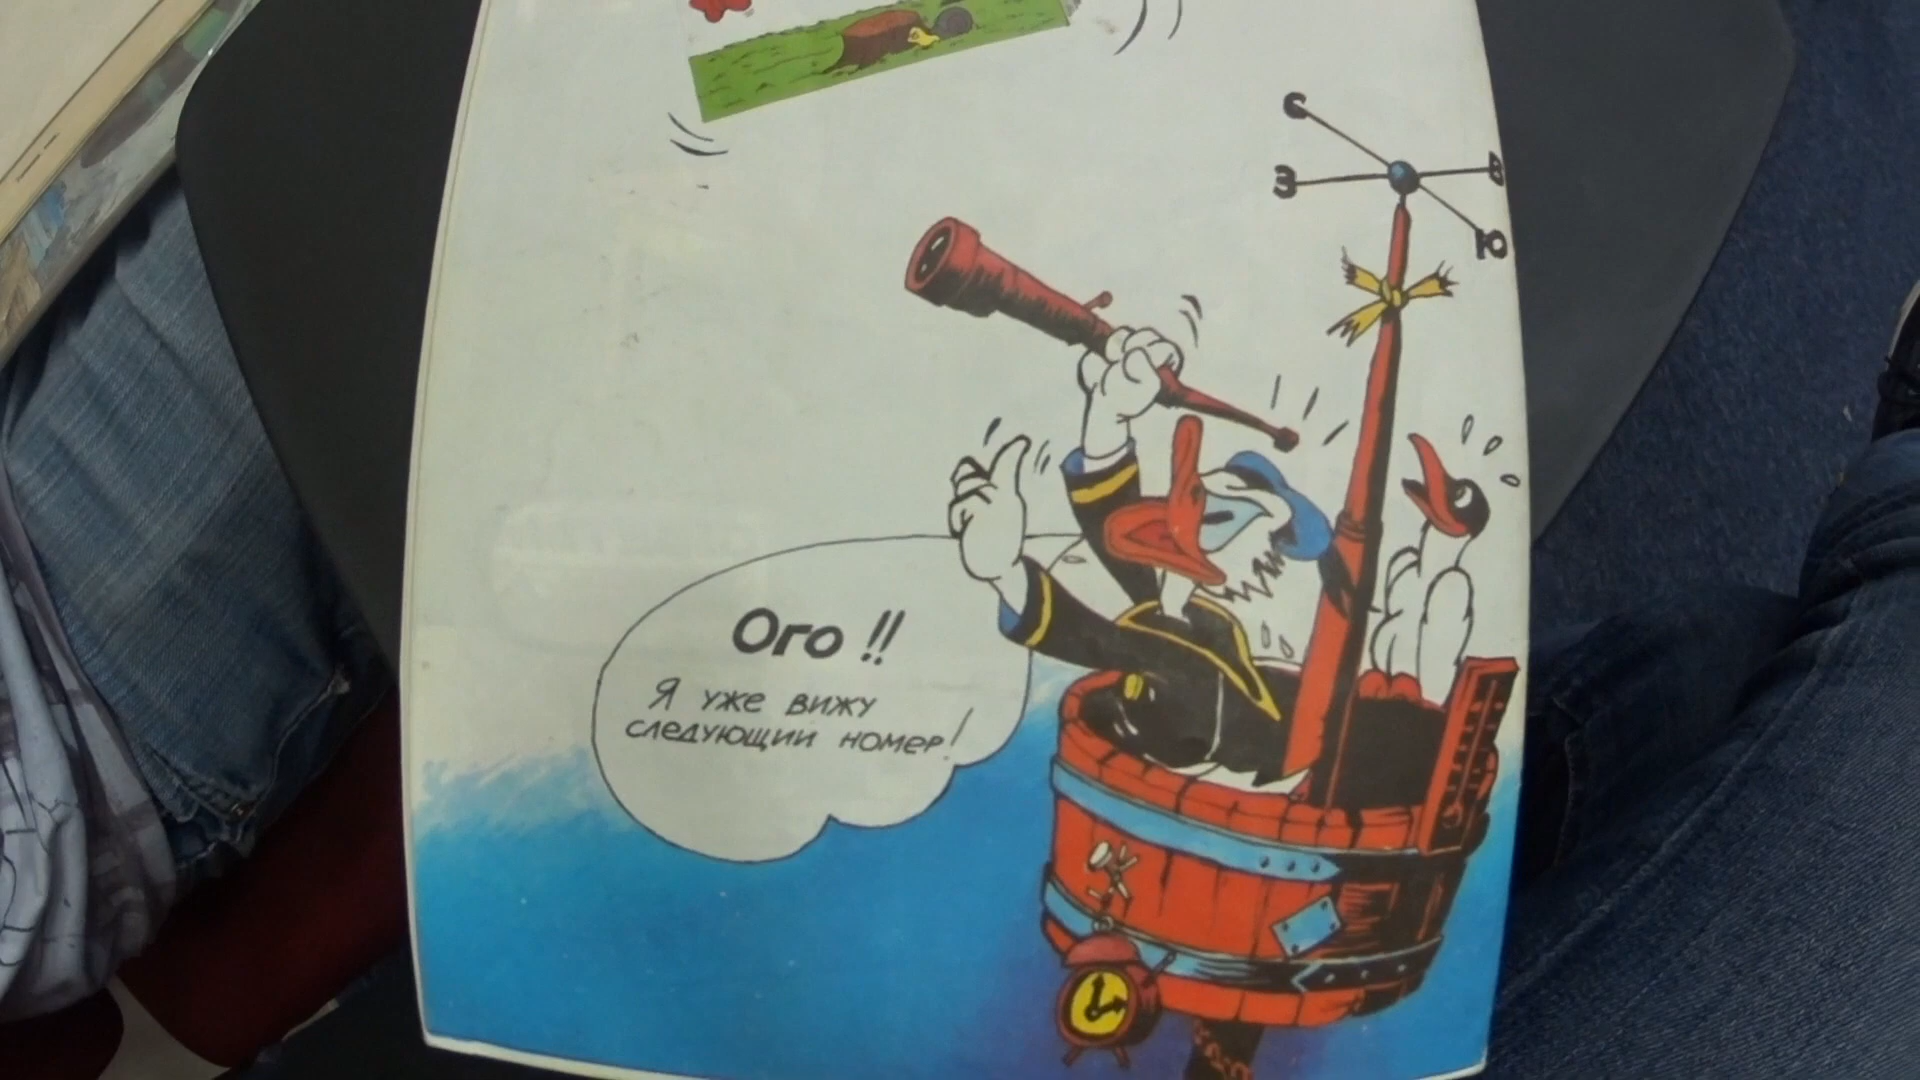 С
З В
Ю
Ого !!
Я уже вижу
следующий номер!